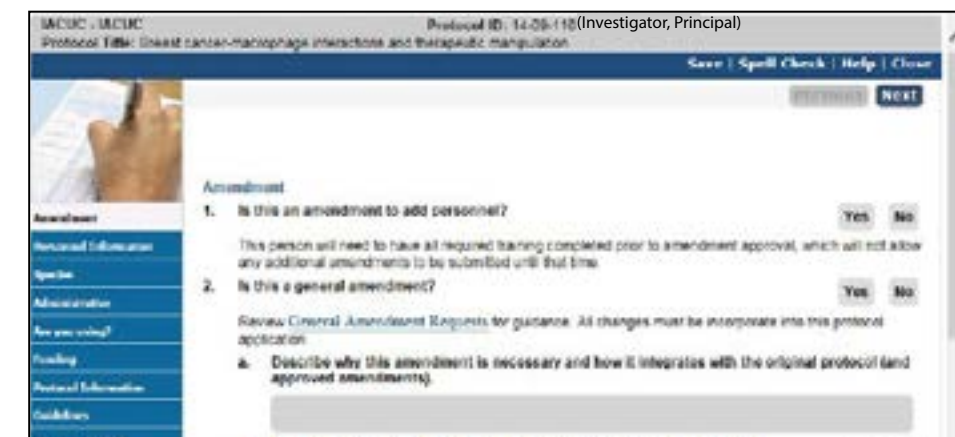 IACUC - IACUC Protocol ID: 14-09-118 (Investigator, Principal)
Protocol Title: Breast cancer-macrophage interactions and therapeutic manipulation
Save | Spell Check | Help | Close
Previous Next
Amendment
1. Is this an amendment to add personnel? Yes No
This person will need to have all required training completed prior to amendment approval, which will not allow
any additional amendments to be submitted until that time.
2. Is this a general amendment? Yes No
Review General Amendment Requests for guidance. All changes must be incorporate into this protocol
application.
a. Describe why this amendment is necessary and how it integrates with the original protocol (and
approved amendments).
Amendment
Personnel Information
Species
Administrative
Are you using?
Funding
Protocol Information
Guidelines